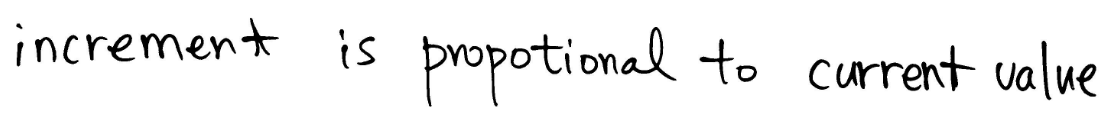 increment is propotional to current value